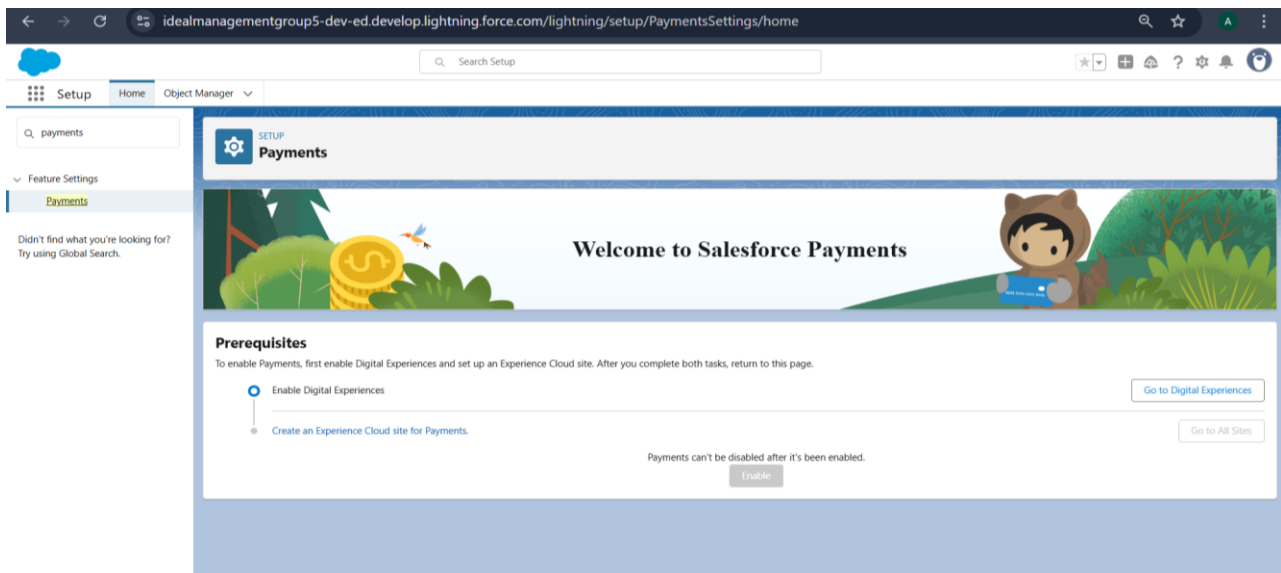 idealmanagementgroup5-dev-ed.develop.lightning.force.com/lightning/setup/PaymentsSettings/home
A
Search Setup
Setup Home Object Manager
payments
Feature Settings
Payments
Didn't find what you're looking for?
Try using Global Search.
SETUP
Payments
Welcome to Salesforce Payments
Prerequisites
To enable Payments, first enable Digital Experiences and set up an Experience Cloud site. After you complete both tasks, return to this page.
Enable Digital Experiences
Go to Digital Experiences
Create an Experience Cloud site for Payments.
Go to All Sites
Payments can't be disabled after it's been enabled.
Enable